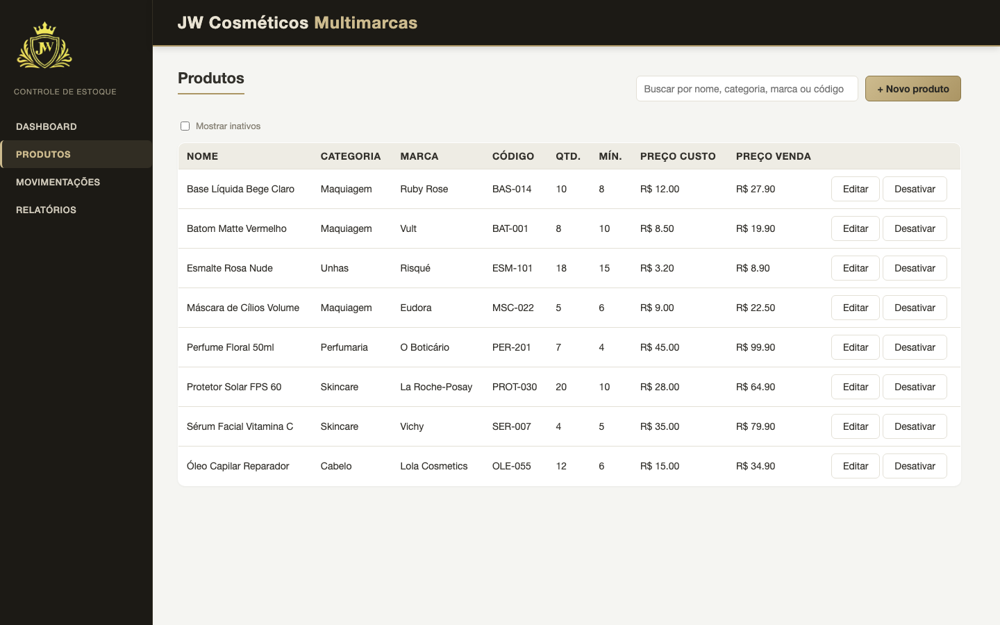 JW
CONTROLE DE ESTOQUE
DASHBOARD
PRODUTOS
MOVIMENTAÇÕES
RELATÓRIOS
JW Cosméticos Multimarcas
Produtos
Buscar por nome, categoria, marca ou código
+ Novo produto
Mostrar inativos
NOME CATEGORIA MARCA CÓDIGO QTD. MÍN. PREÇO CUSTO PREÇO VENDA
Base Líquida Bege Claro Maquiagem Ruby Rose BAS-014 10 8 R$ 12.00 R$ 27.90 Editar Desativar
Batom Matte Vermelho Maquiagem Vult BAT-001 8 10 R$ 8.50 R$ 19.90 Editar Desativar
Esmalte Rosa Nude Unhas Risqué ESM-101 18 15 R$ 3.20 R$ 8.90 Editar Desativar
Máscara de Cílios Volume Maquiagem Eudora MSC-022 5 6 R$ 9.00 R$ 22.50 Editar Desativar
Perfume Floral 50ml Perfumaria O Boticário PER-201 7 4 R$ 45.00 R$ 99.90 Editar Desativar
Protetor Solar FPS 60 Skincare La Roche-Posay PROT-030 20 10 R$ 28.00 R$ 64.90 Editar Desativar
Sérum Facial Vitamina C Skincare Vichy SER-007 4 5 R$ 35.00 R$ 79.90 Editar Desativar
Óleo Capilar Reparador Cabelo Lola Cosmetics OLE-055 12 6 R$ 15.00 R$ 34.90 Editar Desativar